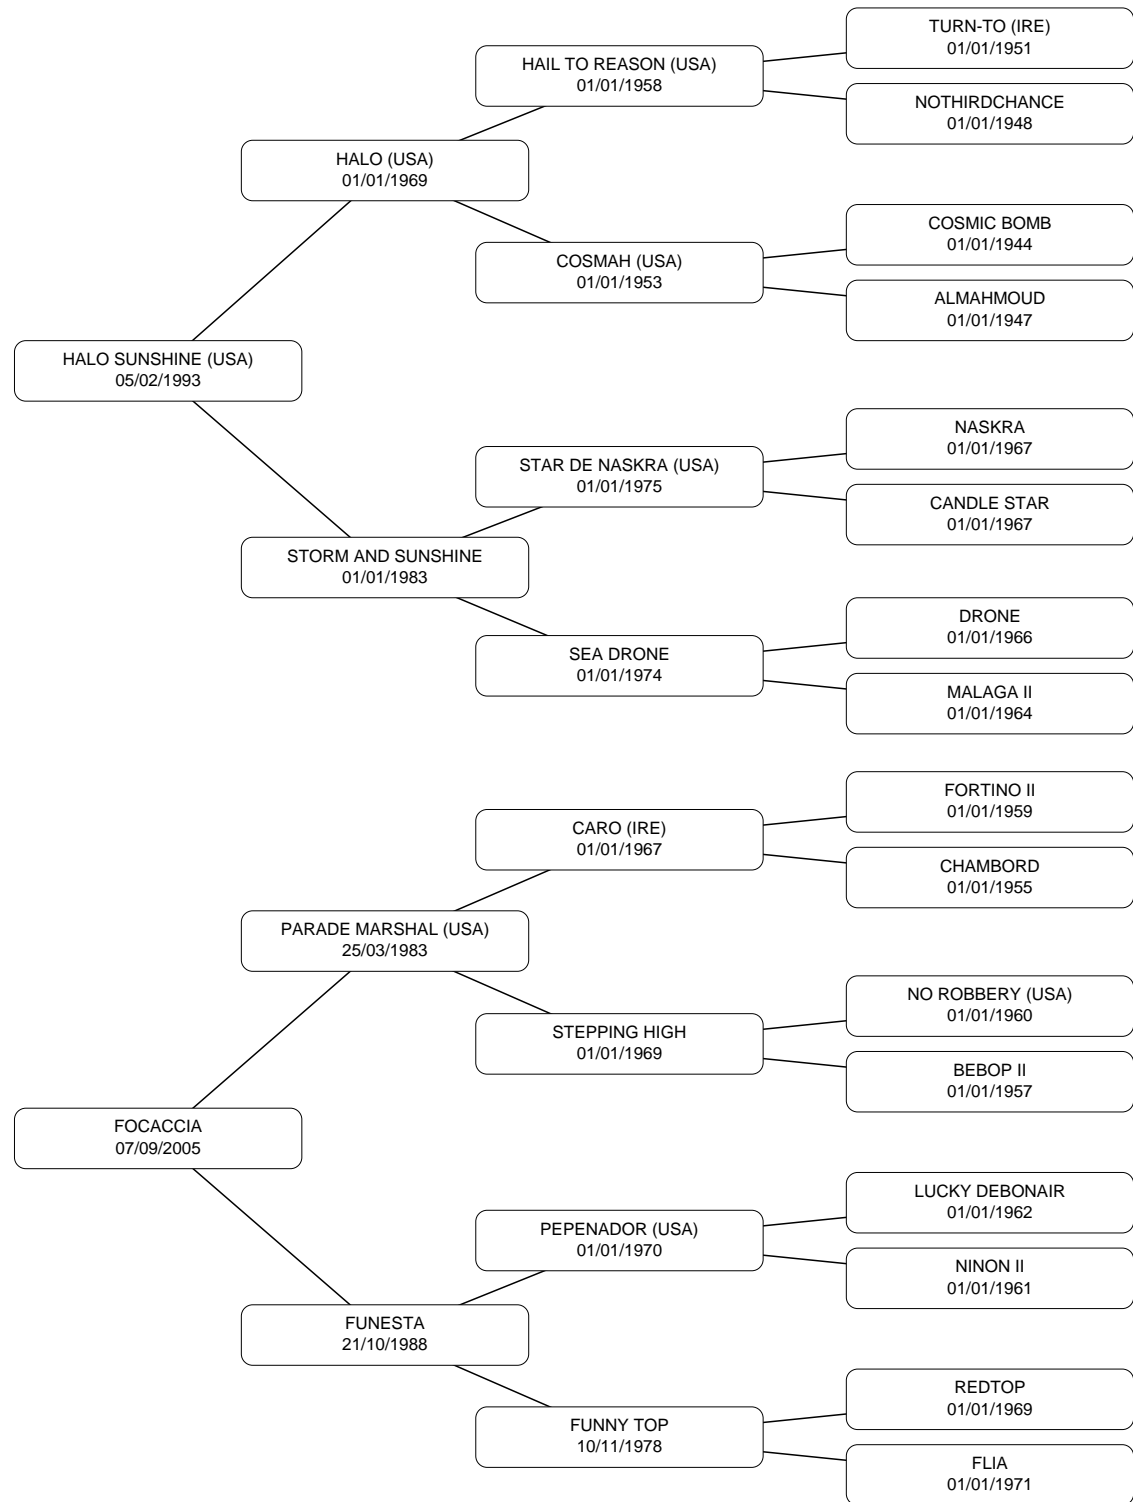 TURN-TO (IRE)
01/01/1951
HAIL TO REASON (USA)
01/01/1958
NOTHIRDCHANCE
01/01/1948
HALO (USA)
01/01/1969
COSMIC BOMB
01/01/1944
COSMAH (USA)
01/01/1953
ALMAHMOUD
01/01/1947
HALO SUNSHINE (USA)
05/02/1993
NASKRA
01/01/1967
STAR DE NASKRA (USA)
01/01/1975
CANDLE STAR
01/01/1967
STORM AND SUNSHINE
01/01/1983
DRONE
01/01/1966
SEA DRONE
01/01/1974
MALAGA II
01/01/1964
FORTINO II
01/01/1959
CARO (IRE)
01/01/1967
CHAMBORD
01/01/1955
PARADE MARSHAL (USA)
25/03/1983
NO ROBBERY (USA)
01/01/1960
STEPPING HIGH
01/01/1969
BEBOP II
01/01/1957
FOCACCIA
07/09/2005
LUCKY DEBONAIR
01/01/1962
PEPENADOR (USA)
01/01/1970
NINON II
01/01/1961
FUNESTA
21/10/1988
REDTOP
01/01/1969
FUNNY TOP
10/11/1978
FLIA
01/01/1971